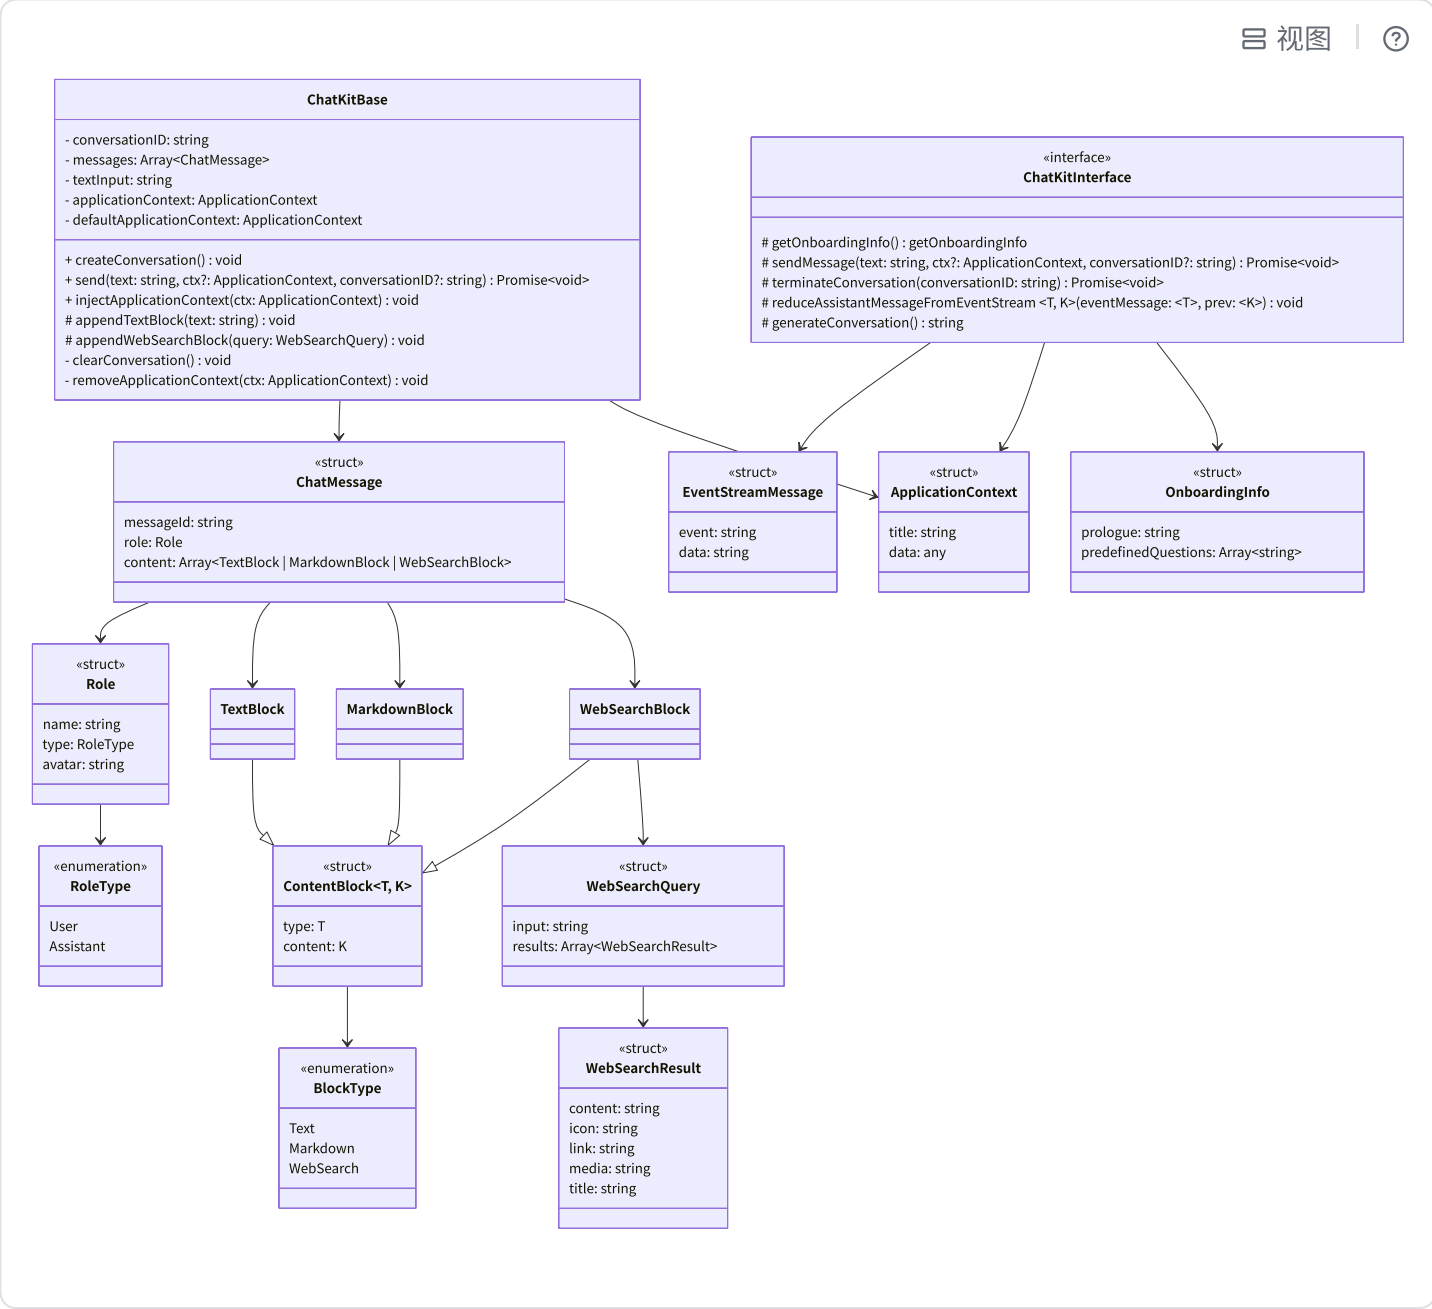 视图
ChatKitBase
- conversationID: string
- messages: Array<ChatMessage>
- textInput: string
- applicationContext: ApplicationContext
- defaultApplicationContext: ApplicationContext
+ createConversation() : void
+ send(text: string, ctx?: ApplicationContext, conversationID?: string) : Promise<void>
+ injectApplicationContext(ctx: ApplicationContext) : void
# appendTextBlock(text: string) : void
# appendWebSearchBlock(query: WebSearchQuery) : void
- clearConversation() : void
- removeApplicationContext(ctx: ApplicationContext) : void
«interface»
ChatKitInterface
# getOnboardingInfo() : getOnboardingInfo
# sendMessage(text: string, ctx?: ApplicationContext, conversationID?: string) : Promise<void>
# terminateConversation(conversationID: string) : Promise<void>
# reduceAssistantMessageFromEventStream <T, K>(eventMessage: <T>, prev: <K>) : void
# generateConversation() : string
«struct»
ChatMessage
messageId: string
role: Role
content: Array<TextBlock | MarkdownBlock | WebSearchBlock>
«struct»
EventStreamMessage
event: string
data: string
«struct»
ApplicationContext
title: string
data: any
«struct»
OnboardingInfo
prologue: string
predefinedQuestions: Array<string>
«struct»
Role
name: string
type: RoleType
avatar: string
TextBlock
MarkdownBlock
WebSearchBlock
«enumeration»
RoleType
User
Assistant
«struct»
ContentBlock<T, K>
type: T
content: K
«struct»
WebSearchQuery
input: string
results: Array<WebSearchResult>
«enumeration»
BlockType
Text
Markdown
WebSearch
«struct»
WebSearchResult
content: string
icon: string
link: string
media: string
title: string